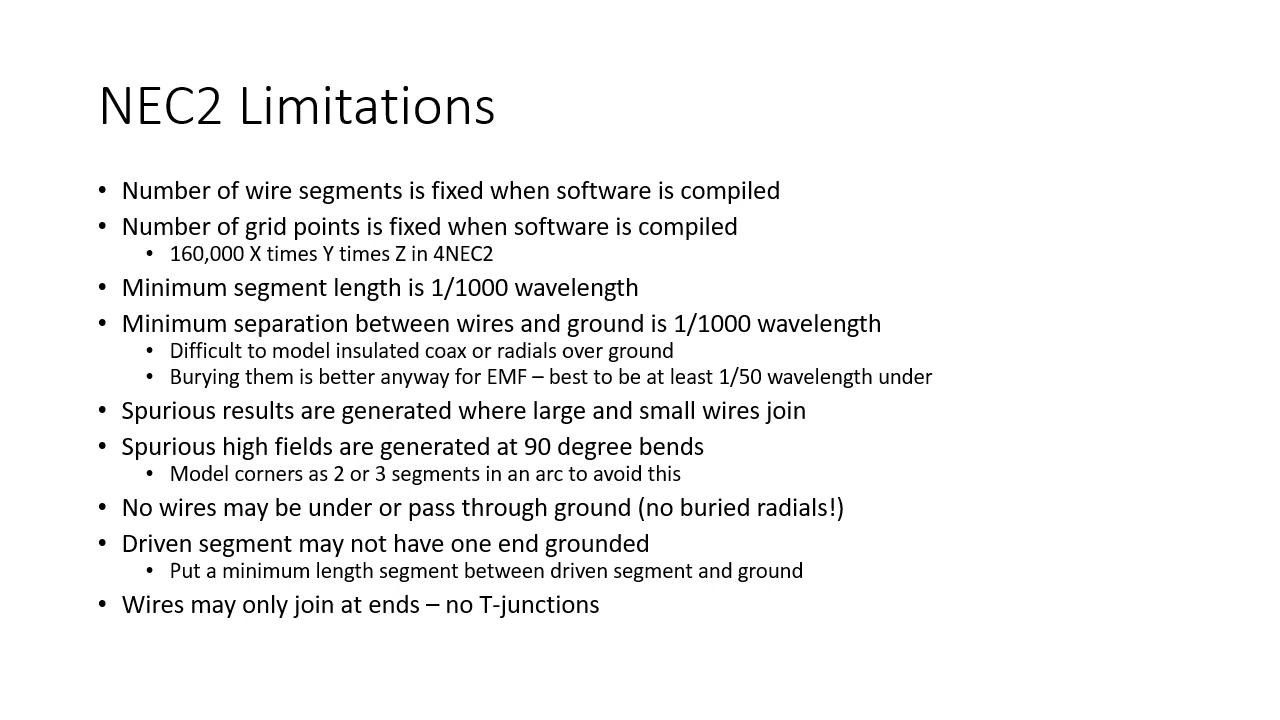 NEC2 Limitations
• Number of wire segments is fixed when software is compiled
• Number of grid points is fixed when software is compiled
• 160,000 X times Y times Z in 4NEC2
• Minimum segment length is 1/1000 wavelength
• Minimum separation between wires and ground is 1/1000 wavelength
• Difficult to model insulated coax or radials over ground
• Burying them is better anyway for EMF – best to be at least 1/50 wavelength under
• Spurious results are generated where large and small wires join
• Spurious high fields are generated at 90 degree bends
• Model corners as 2 or 3 segments in an arc to avoid this
• No wires may be under or pass through ground (no buried radials!)
• Driven segment may not have one end grounded
• Put a minimum length segment between driven segment and ground
• Wires may only join at ends – no T-junctions